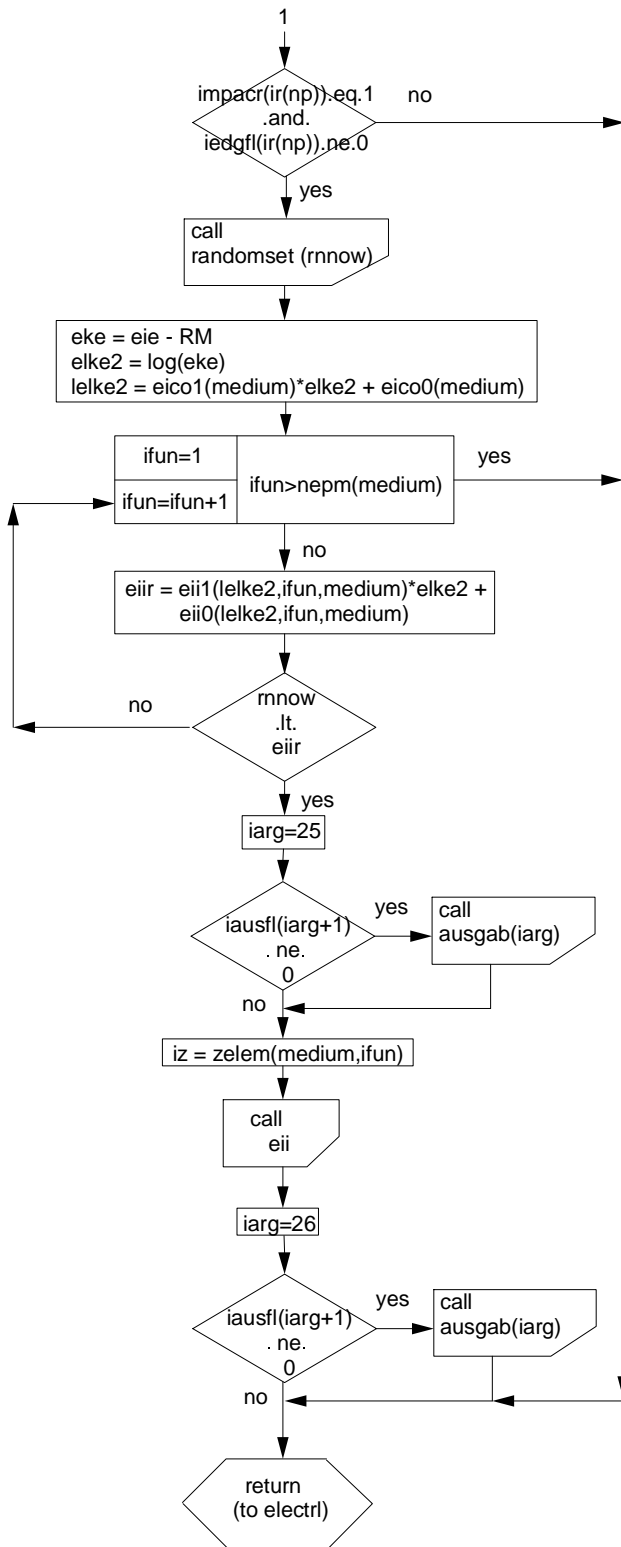 1
impacr(ir(np)).eq.1
.and.
iedgfl(ir(np)).ne.0
no
yes
call
randomset (rnnow)
eke = eie - RM
elke2 = log(eke)
lelke2 = eico1(medium)*elke2 + eico0(medium)
ifun=1
ifun=ifun+1
ifun>nepm(medium)
yes
no
eiir = eii1(lelke2,ifun,medium)*elke2 +
eii0(lelke2,ifun,medium)
rnnow
.lt.
eiir
no
yes
iarg=25
iausfl(iarg+1)
. ne.
0
yes
call
ausgab(iarg)
no
iz = zelem(medium,ifun)
call
eii
iarg=26
iausfl(iarg+1)
. ne.
0
yes
call
ausgab(iarg)
no
return
(to electrl)